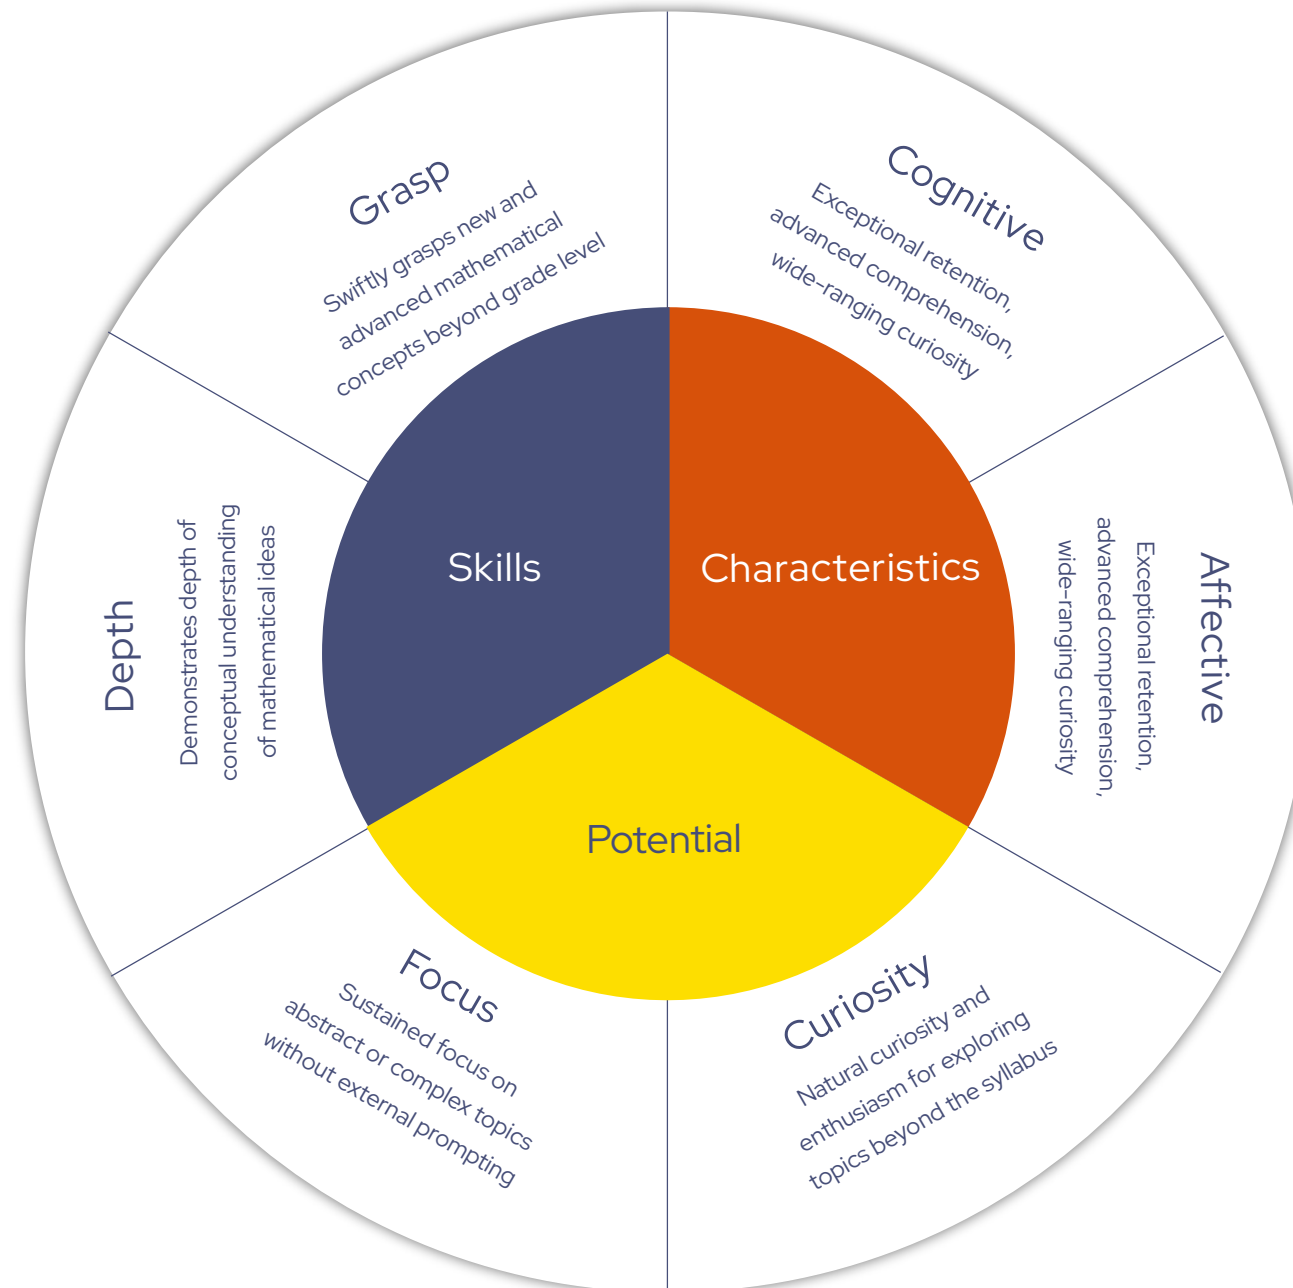 Grasp
Swiftly grasps new and
advanced mathematical
concepts beyond grade level
Cognitive
Exceptional retention,
advanced comprehension,
wide-ranging curiosity
Skills
Characteristics
Potential
Depth
Demonstrates depth of
conceptual understanding
of mathematical ideas
Affective
Exceptional retention,
advanced comprehension,
wide-ranging curiosity
Focus
Sustained focus on
abstract or complex topics
without external prompting
Curiosity
Natural curiosity and
enthusiasm for exploring
topics beyond the syllabus